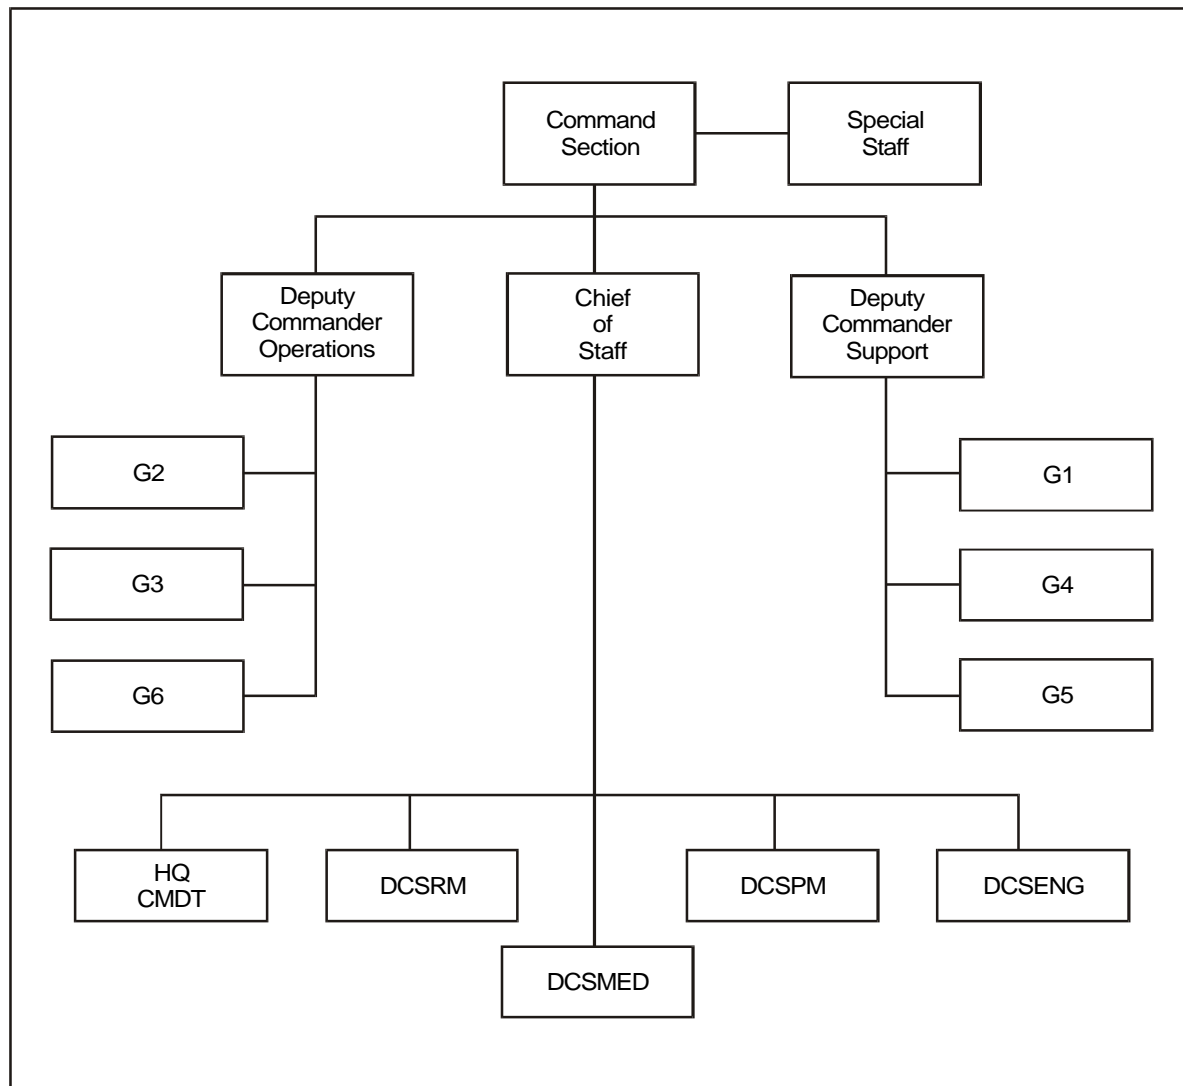 Command
Section
Special
Staff
Deputy
Commander
Operations
Chief
of
Staff
Deputy
Commander
Support
G2
G1
G3
G4
G6
G5
HQ
CMDT
DCSRM
DCSPM
DCSENG
DCSMED